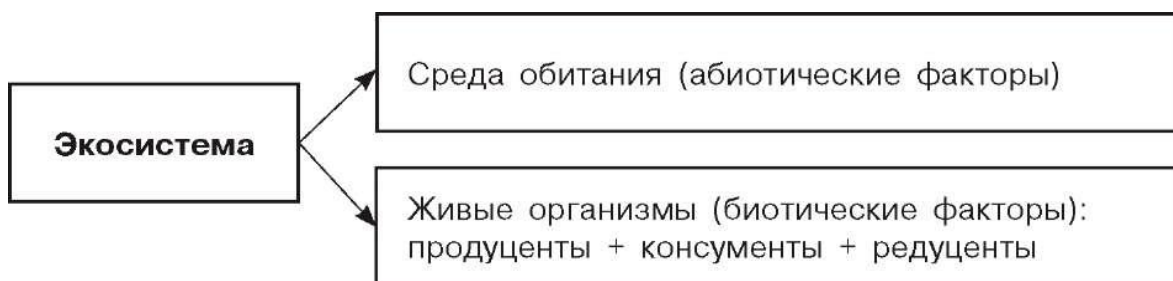 Экосистема
Среда обитания (абиотические факторы)
Живые организмы (биотические факторы):
продуценты + консументы + редуценты